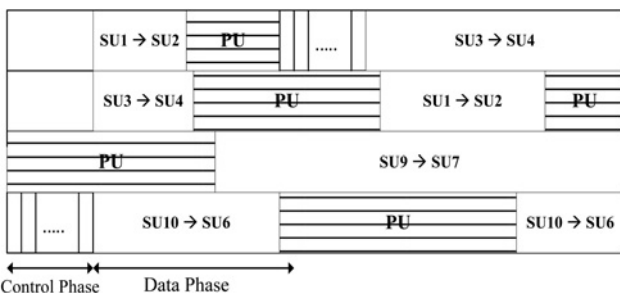 SU1 → SU2 PU ..... SU3 → SU4
SU3 → SU4 PU SU1 → SU2 PU
PU SU9 → SU7
..... SU10 → SU6 PU SU10 → SU6
Control Phase Data Phase